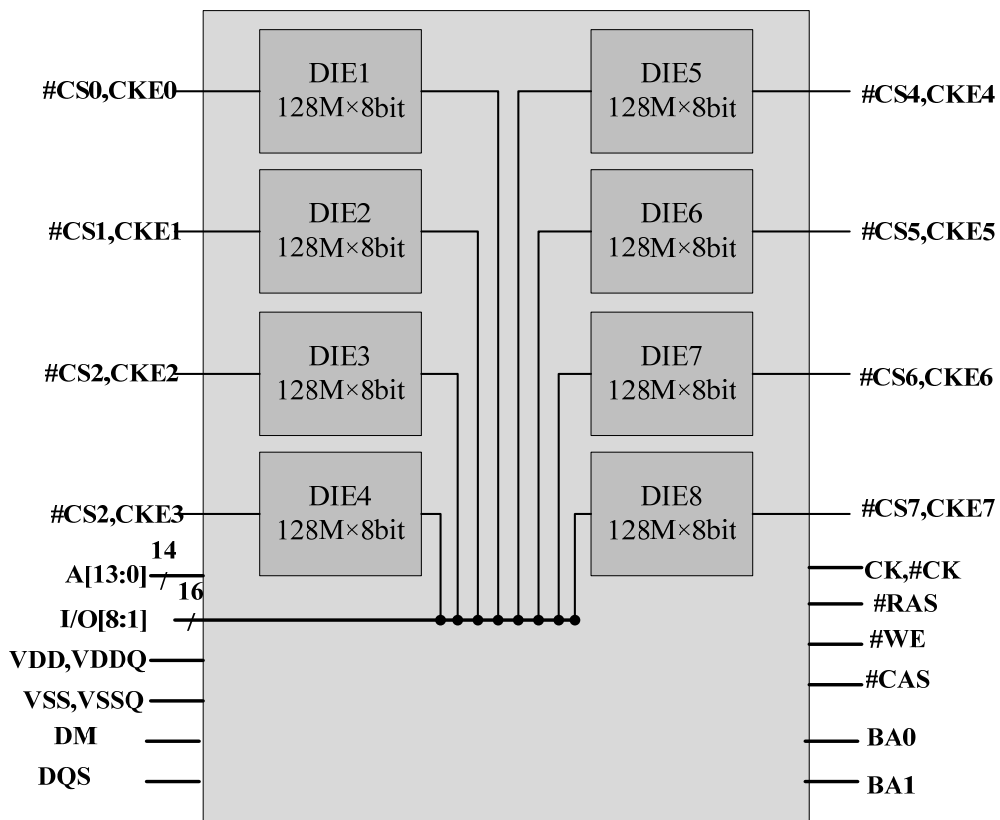 DIE1
128M×8bit
DIE5
128M×8bit
#CS0,CKE0
#CS4,CKE4
DIE2
128M×8bit
DIE6
128M×8bit
#CS1,CKE1
#CS5,CKE5
DIE3
128M×8bit
DIE7
128M×8bit
#CS2,CKE2
#CS6,CKE6
DIE4
128M×8bit
DIE8
128M×8bit
#CS2,CKE3
#CS7,CKE7
14
A[13:0]
CK,#CK
16
#RAS
I/O[8:1]
#WE
VDD,VDDQ
#CAS
VSS,VSSQ
DM
BA0
DQS
BA1